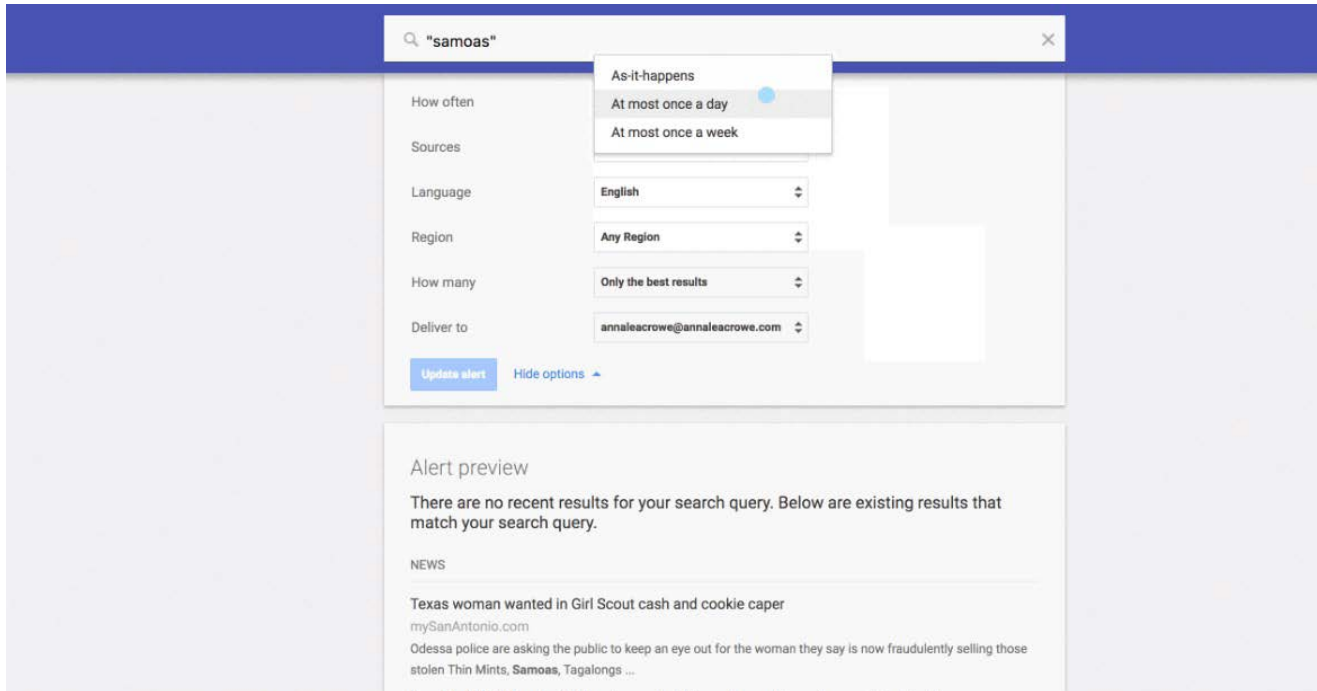 "samoas"
As-it-happens
How often
At most once a day
At most once a week
Sources
Language
English
Region
Any Region
How many
Only the best results
Deliver to
annaleacrowe@annaleacrowe.com
Update alert
Hide options
Alert preview
There are no recent results for your search query. Below are existing results that
match your search query.
NEWS
Texas woman wanted in Girl Scout cash and cookie caper
mySanAntonio.com
Odessa police are asking the public to keep an eye out for the woman they say is now fraudulently selling those
stolen Thin Mints, Samoas, Tagalongs ...